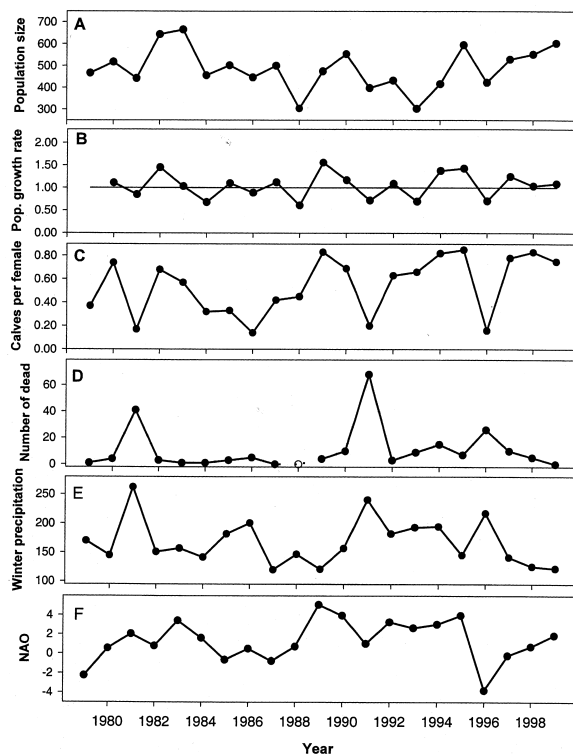 A
Population size
700
600
500
400
300
B
Pop. growth rate
2.00
1.50
1.00
0.50
0.00
C
Calves per female
0.80
0.60
0.40
0.20
0.00
D
Number of dead
60
40
20
0
E
Winter precipitation
250
200
150
100
F
NAO
4
2
0
-2
-4
1980 1982 1984 1986 1988 1990 1992 1994 1996 1998
Year